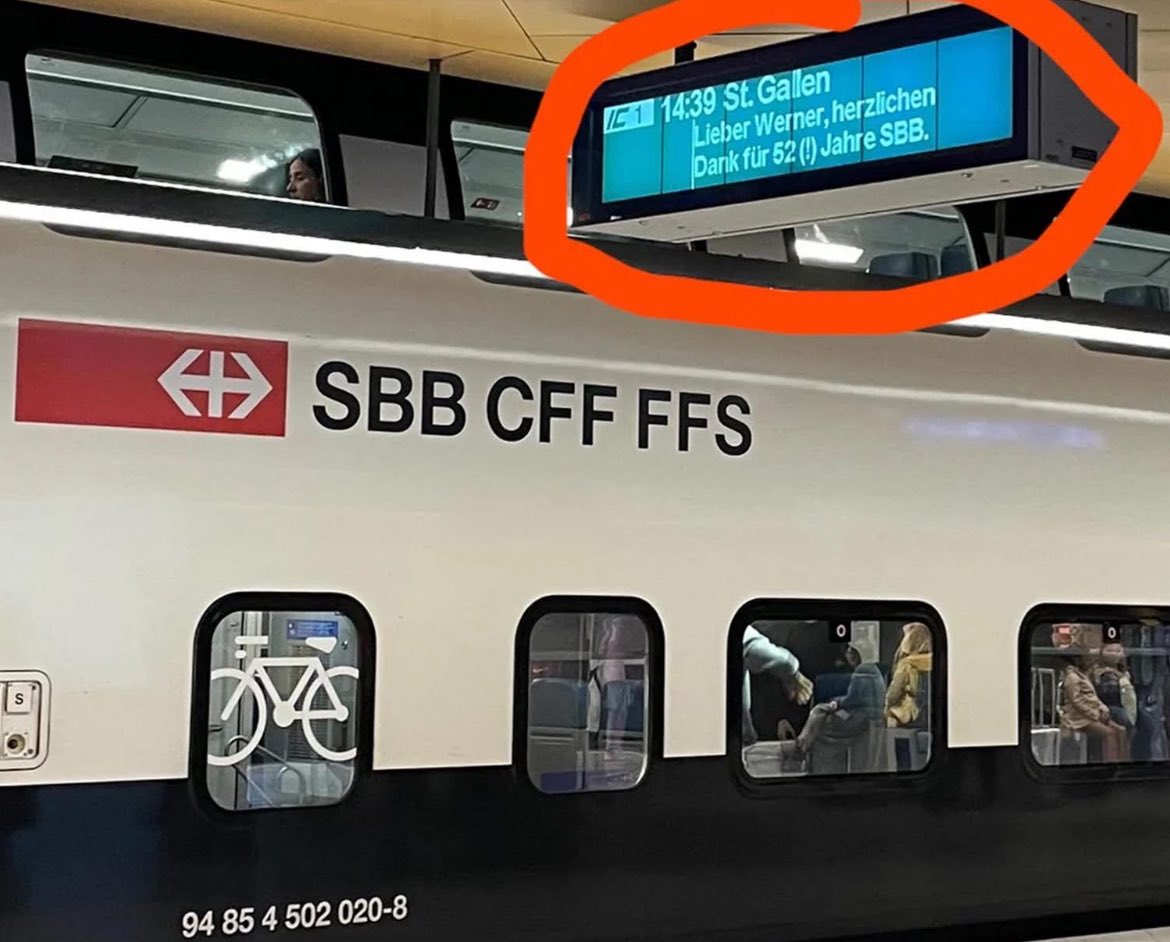 IC 1 14:39 St. Gallen
Lieber Werner, herzlichen
Dank für 52 (!) Jahre SBB.
SBB CFF FFS
S
94 85 4 502 020-8